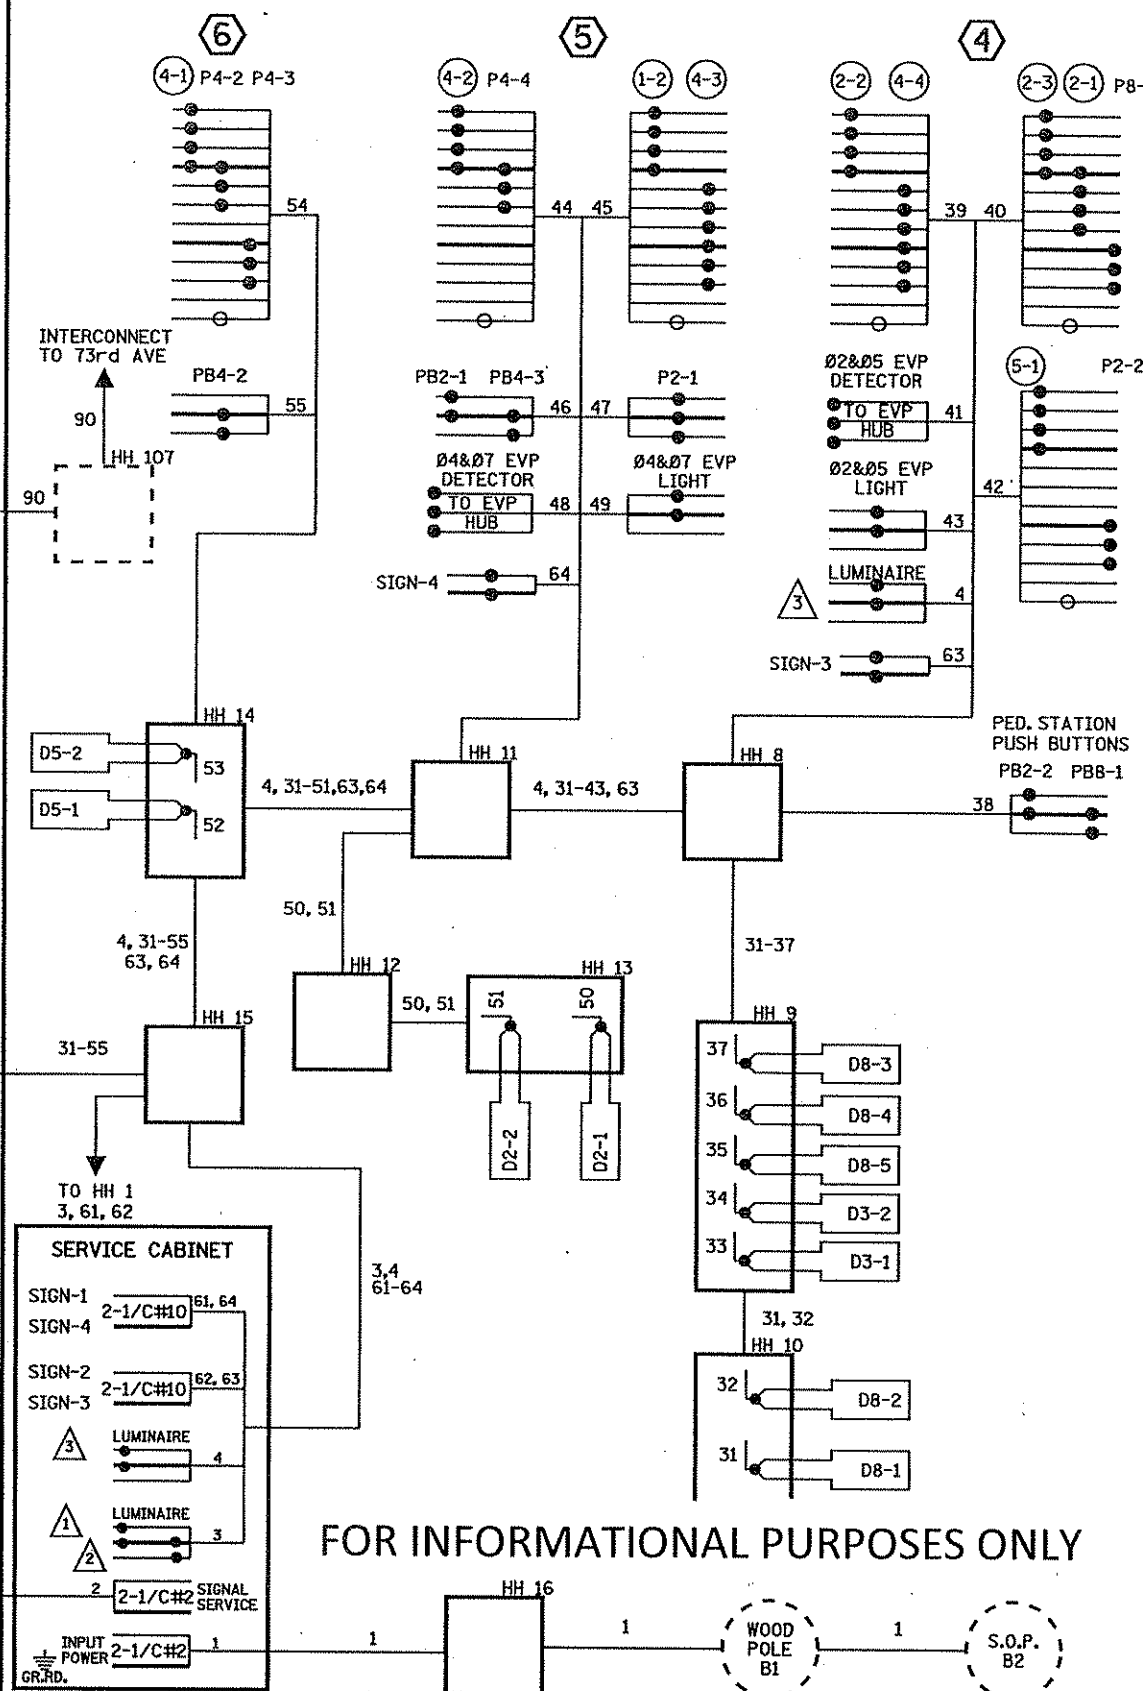 6
5
4
4-1 P4-2 P4-3
4-2 P4-4
1-2 4-3
2-2 4-4
2-3 2-1 P8-
54
44 45
39 40
INTERCONNECT
TO 73rd AVE
90
HH 107
90
PB4-2
55
PB2-1 PB4-3
46 47
P2-1
Ø4&Ø7 EVP
DETECTOR
TO EVP
HUB
48 49
Ø4&Ø7 EVP
LIGHT
SIGN-4
64
Ø2&Ø5 EVP
DETECTOR
TO EVP
HUB
41
Ø2&Ø5 EVP
LIGHT
43
5-1 P2-2
42
LUMINAIRE
3
4
SIGN-3
63
HH 14
D5-2
53
D5-1
52
4, 31-51,63,64
HH 11
4, 31-43, 63
HH 8
38
PED. STATION
PUSH BUTTONS
PB2-2 PB8-1
50, 51
4, 31-55
63, 64
31-37
HH 12
50, 51
HH 13
51
50
D2-2
D2-1
HH 15
31-55
TO HH 1
3, 61, 62
HH 9
37
D8-3
36
D8-4
35
D8-5
34
D3-2
33
D3-1
31, 32
HH 10
32
D8-2
31
D8-1
3,4
61-64
SERVICE CABINET
SIGN-1
2-1/C#10
61, 64
SIGN-4
SIGN-2
2-1/C#10
62, 63
SIGN-3
3
LUMINAIRE
4
1
LUMINAIRE
2
3
2
2-1/C#2
SIGNAL
SERVICE
INPUT
POWER
2-1/C#2
1
GR.RD.
FOR INFORMATIONAL PURPOSES ONLY
1
HH 16
1
WOOD
POLE
B1
1
S.O.P.
B2